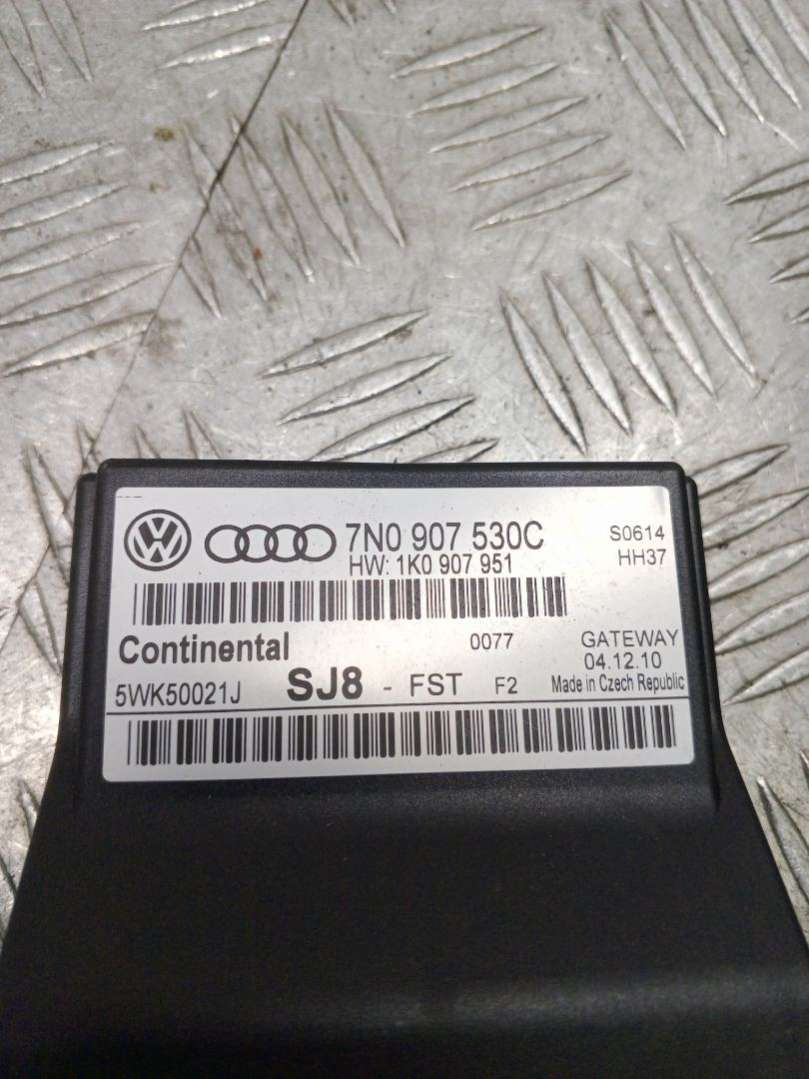 7N0 907 530C S0614
HW: 1K0 907 951 HH37
Continental 0077 GATEWAY
04.12.10
5WK50021J SJ8 - FST F2 Made in Czech Republic